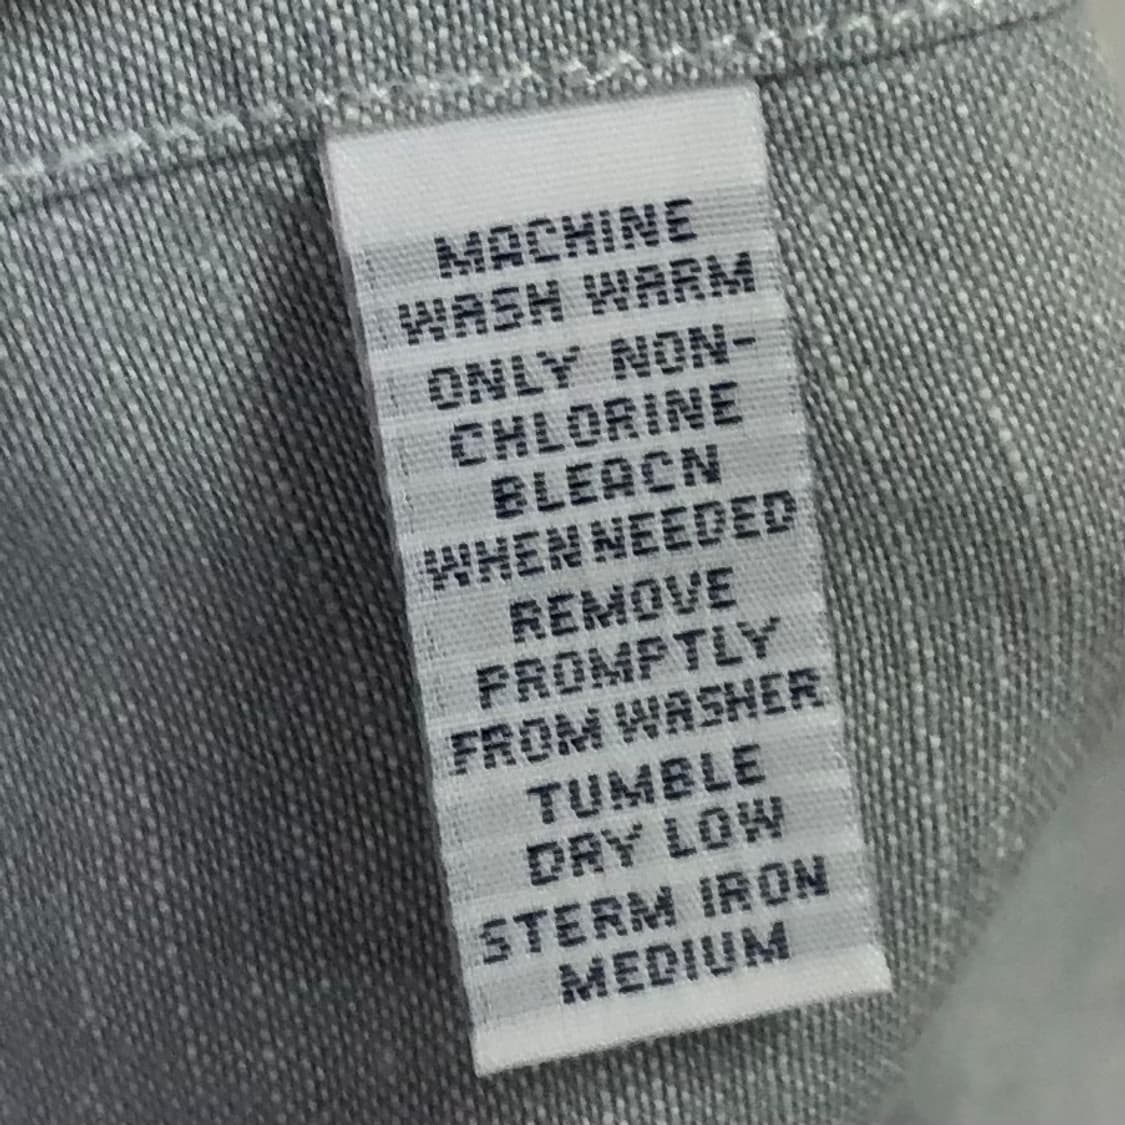 MACHINE
WASH WARM
ONLY NON-
CHLORINE
BLEACN
WHEN NEEDED
REMOVE
PROMPTLY
FROM WASHER
TUMBLE
DRY LOW
STERM IRON
MEDIUM